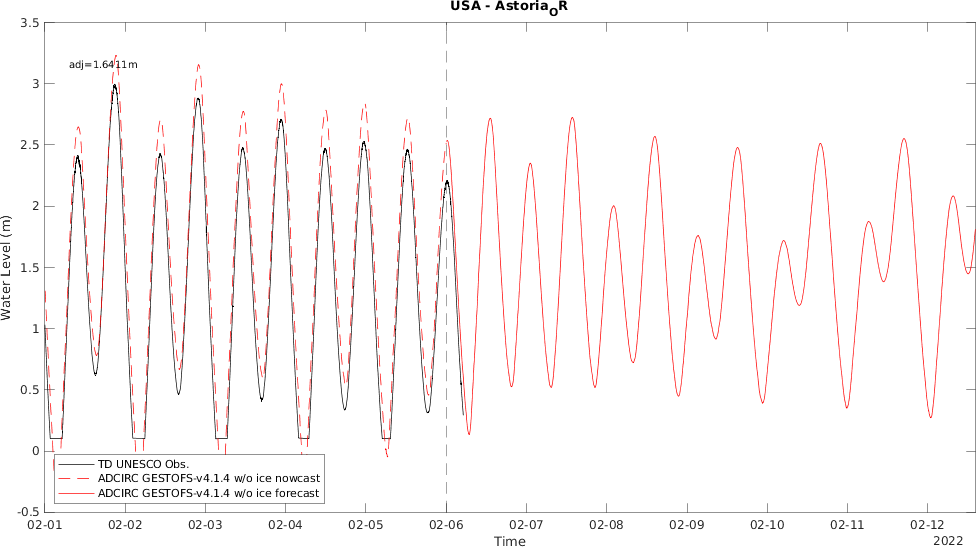 USA - Astoria_OR
adj=1.6411m
3.5
3
2.5
2
1.5
1
0.5
0
-0.5
Water Level (m)
TD UNESCO Obs.
ADCIRC GESTOFS-v4.1.4 w/o ice nowcast
ADCIRC GESTOFS-v4.1.4 w/o ice forecast
02-01 02-02 02-03 02-04 02-05 02-06 02-07 02-08 02-09 02-10 02-11 02-12
Time
2022